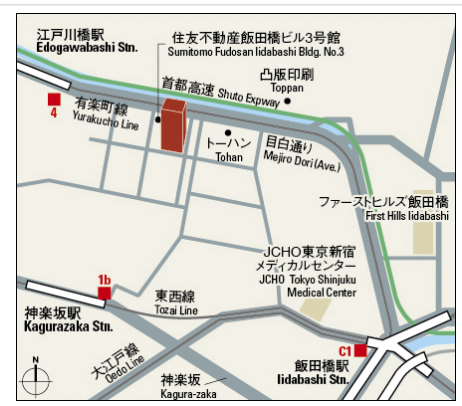 江戸川橋駅
Edogawabashi Stn.
住友不動産飯田橋ビル3号館
Sumitomo Fudosan Iidabashi Bldg. No.3
首都高速 Shuto Expway
凸版印刷
Toppan
4
有楽町線
Yurakucho Line
トーハン
Tohan
目白通り
Mejiro Dori (Ave.)
ファーストヒルズ飯田橋
First Hills Iidabashi
JCHO東京新宿
メディカルセンター
JCHO Tokyo Shinjuku
Medical Center
1b
神楽坂駅
Kagurazaka Stn.
東西線
Tozai Line
C1
飯田橋駅
Iidabashi Stn.
大江戸線
Oedo Line
神楽坂
Kagura-zaka
N